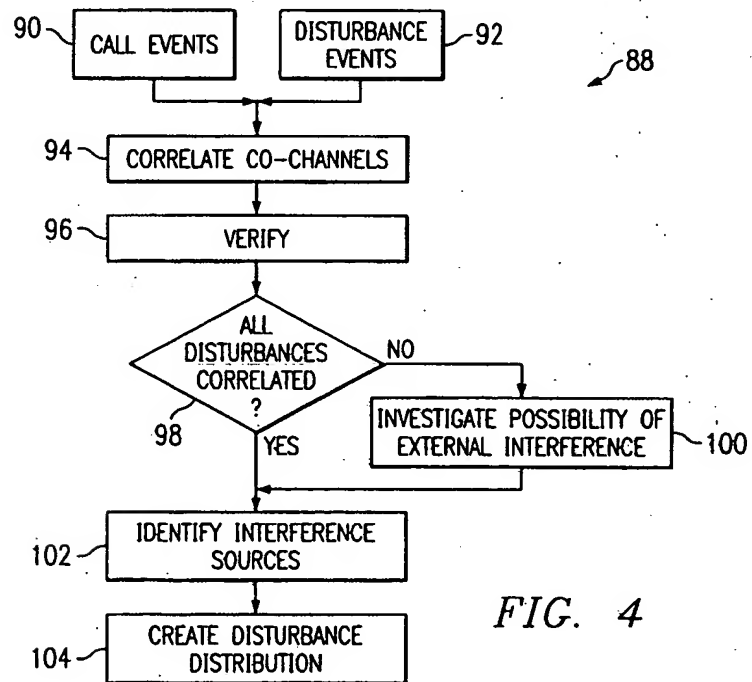 90
CALL EVENTS
DISTURBANCE
EVENTS
92
88
94
CORRELATE CO-CHANNELS
96
VERIFY
ALL
DISTURBANCES
CORRELATED
?
NO
98
YES
INVESTIGATE POSSIBILITY OF
EXTERNAL INTERFERENCE
100
102
IDENTIFY INTERFERENCE
SOURCES
104
CREATE DISTURBANCE
DISTRIBUTION
FIG. 4